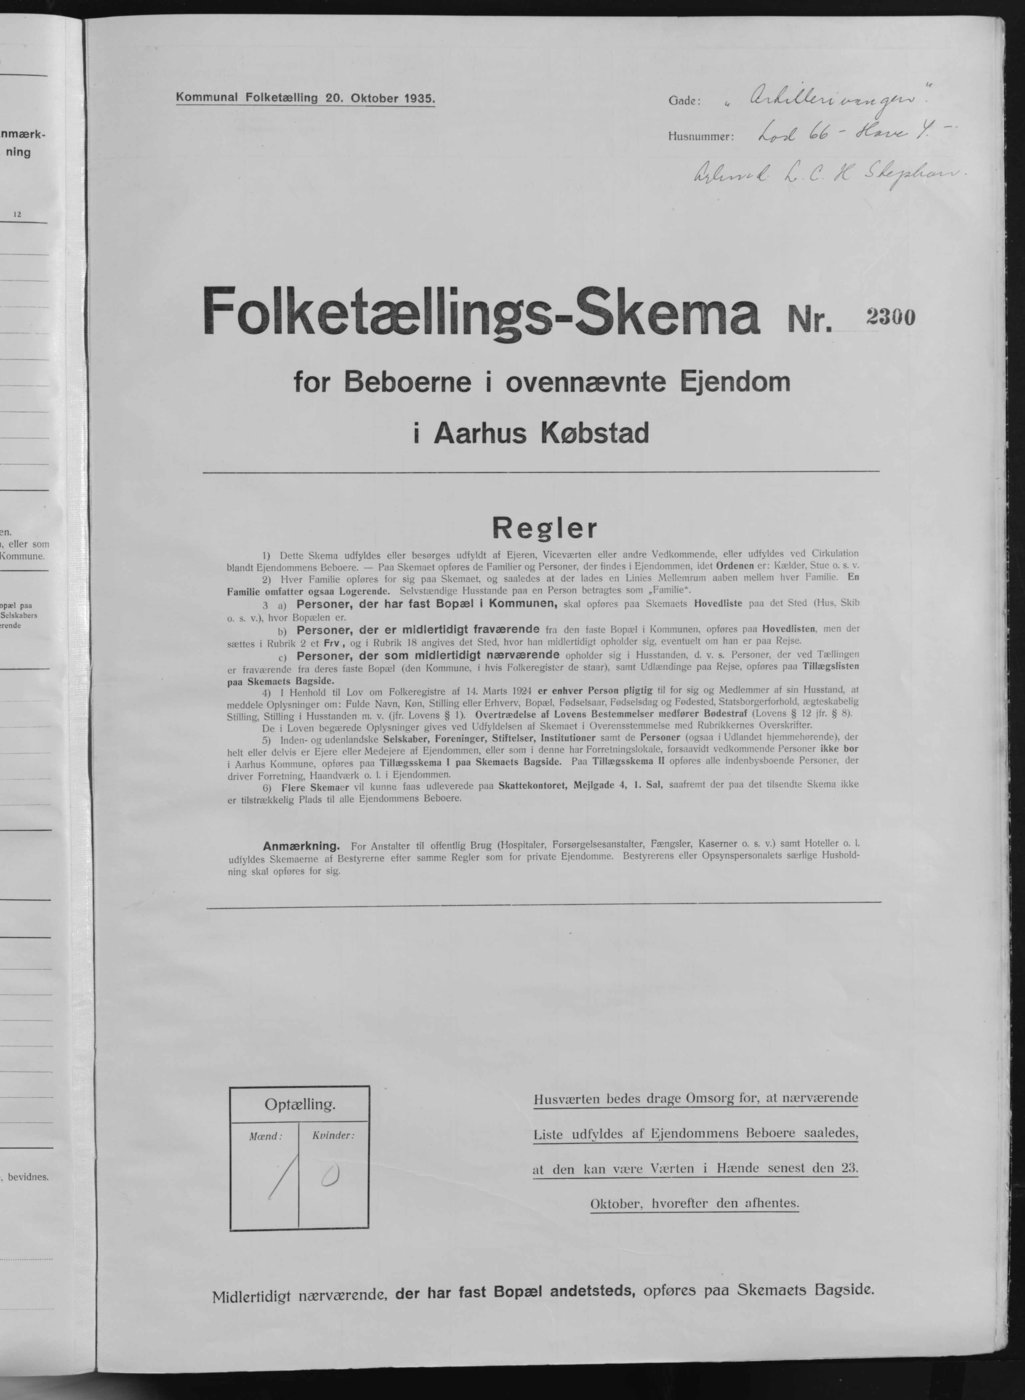 nmærk-
ning
12
en.
, eller som
Kommune.
opæl paa
Selskabers
rende
, bevidnes.
Kommunal Folketælling 20. Oktober 1935.
Gade: „ Artillerivangen ".
Husnummer: Lod 66 - Have 4. -
L. C. H
Folketællings-Skema Nr. 2300
for Beboerne i ovennævnte Ejendom
i Aarhus Købstad
Regler
1) Dette Skema udfyldes eller besørges udfyldt af Ejeren, Viceværten eller andre Vedkommende, eller udfyldes ved Cirkulation
blandt Ejendommens Beboere. — Paa Skemaet opføres de Familier og Personer, der findes i Ejendommen, idet Ordenen er: Kælder, Stue o. s. v.
2) Hver Familie opføres for sig paa Skemaet, og saaledes at der lades en Linies Mellemrum aaben mellem hver Familie. En
Familie omfatter ogsaa Logerende. Selvstændige Husstande paa en Person betragtes som „Familie".
3 a) Personer, der har fast Bopæl i Kommunen, skal opføres paa Skemaets Hovedliste paa det Sted (Hus, Skib
o. s. v.), hvor Bopælen er.
b) Personer, der er midlertidigt fraværende fra den faste Bopæl i Kommunen, opføres paa Hovedlisten, men der
sættes i Rubrik 2 et Frv., og i Rubrik 18 angives det Sted, hvor han midlertidigt opholder sig, eventuelt om han er paa Rejse.
c) Personer, der som midlertidigt nærværende opholder sig i Husstanden, d. v. s. Personer, der ved Tællingen
er fraværende fra deres faste Bopæl (den Kommune, i hvis Folkeregister de staar), samt Udlændinge paa Rejse, opføres paa Tillægslisten
paa Skemaets Bagside.
4) I Henhold til Lov om Folkeregistre af 14. Marts 1924 er enhver Person pligtig til for sig og Medlemmer af sin Husstand, at
meddele Oplysninger om: Fulde Navn, Køn, Stilling eller Erhverv, Bopæl, Fødselsaar, Fødselsdag og Fødested, Statsborgerforhold, ægteskabelig
Stilling, Stilling i Husstanden m. v. (jfr. Lovens § 1). Overtrædelse af Lovens Bestemmelser medfører Bødestraf (Lovens § 12 jfr. § 8).
De i Loven begærede Oplysninger gives ved Udfyldelsen af Skemaet i Overensstemmelse med Rubrikkernes Overskrifter.
5) Inden- og udenlandske Selskaber, Foreninger, Stiftelser, Institutioner samt de Personer (ogsaa i Udlandet hjemmehørende), der
helt eller delvis er Ejere eller Medejere af Ejendommen, eller som i denne har Forretningslokale, forsaavidt vedkommende Personer ikke bor
i Aarhus Kommune, opføres paa Tillægsskema I paa Skemaets Bagside. Paa Tillægsskema II opføres alle indenbysboende Personer, der
driver Forretning, Haandværk o. l. i Ejendommen.
6) Flere Skemaer vil kunne faas udleverede paa Skattekontoret, Mejlgade 4, 1. Sal, saafremt der paa det tilsendte Skema ikke
er tilstrækkelig Plads til alle Ejendommens Beboere.
Anmærkning. For Anstalter til offentlig Brug (Hospitaler, Forsørgelsesanstalter, Fængsler, Kaserner o. s. v.) samt Hoteller o. l.
udfyldes Skemaerne af Bestyrerne efter samme Regler som for private Ejendomme. Bestyrerens eller Opsynspersonalets særlige Hushold-
ning skal opføres for sig.
Optælling.
Mænd: Kvinder:
1 0
Husværten bedes drage Omsorg for, at nærværende
Liste udfyldes af Ejendommens Beboere saaledes,
at den kan være Værten i Hænde senest den 23.
Oktober, hvorefter den afhentes.
Midlertidigt nærværende, der har fast Bopæl andetsteds, opføres paa Skemaets Bagside.